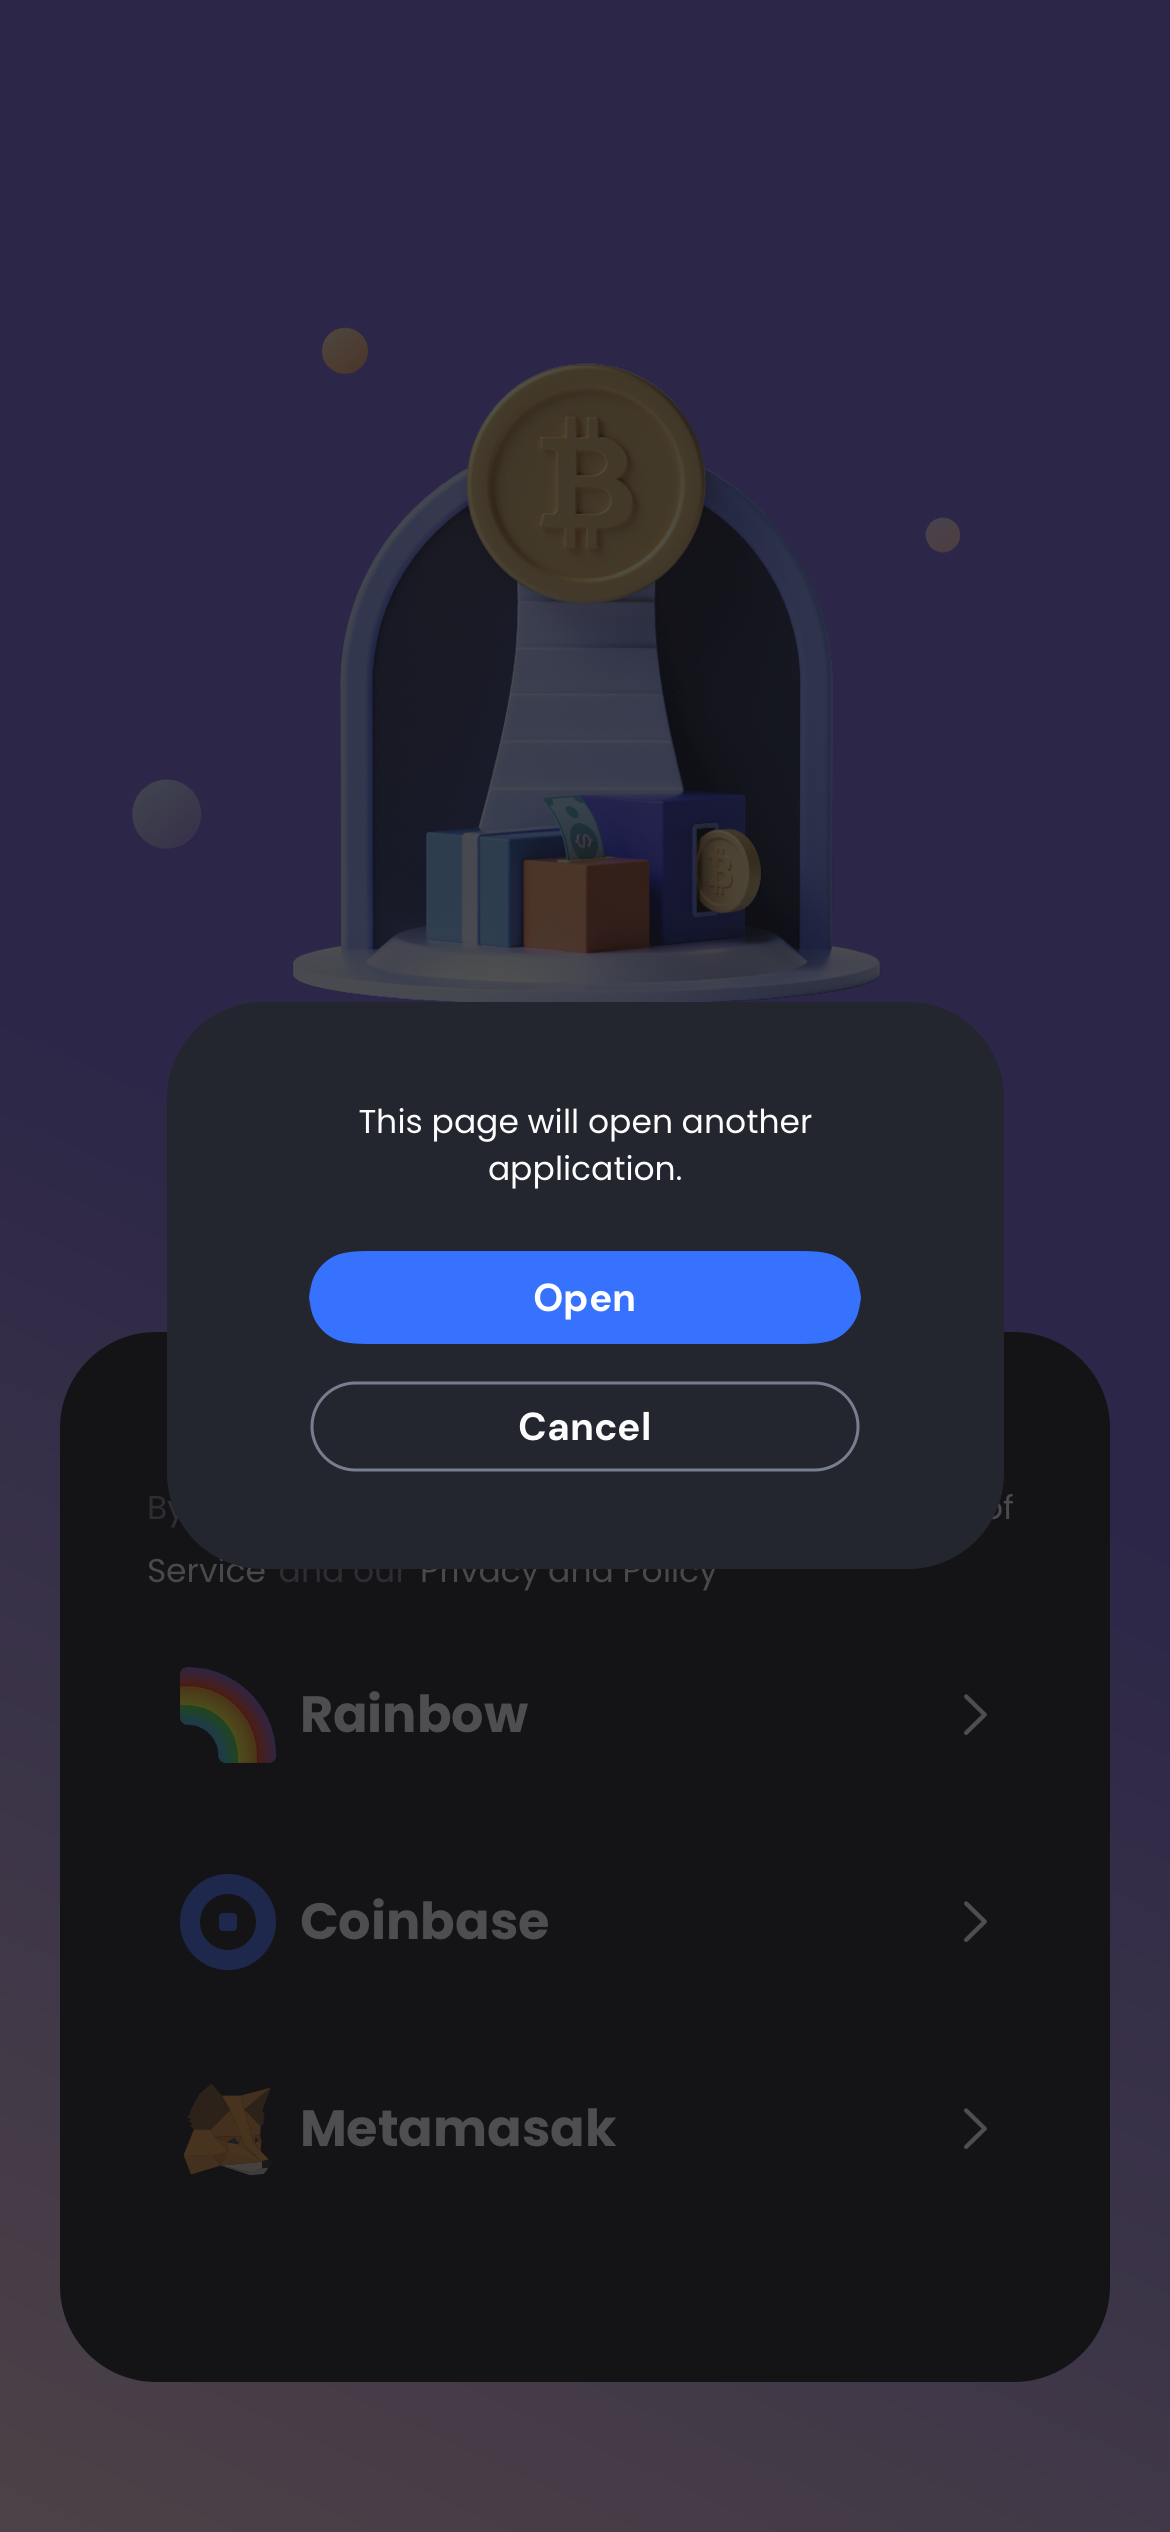 This page will open another
application.
Open
Cancel
By of
Service and our Privacy and Policy
Rainbow
Coinbase
Metamasak